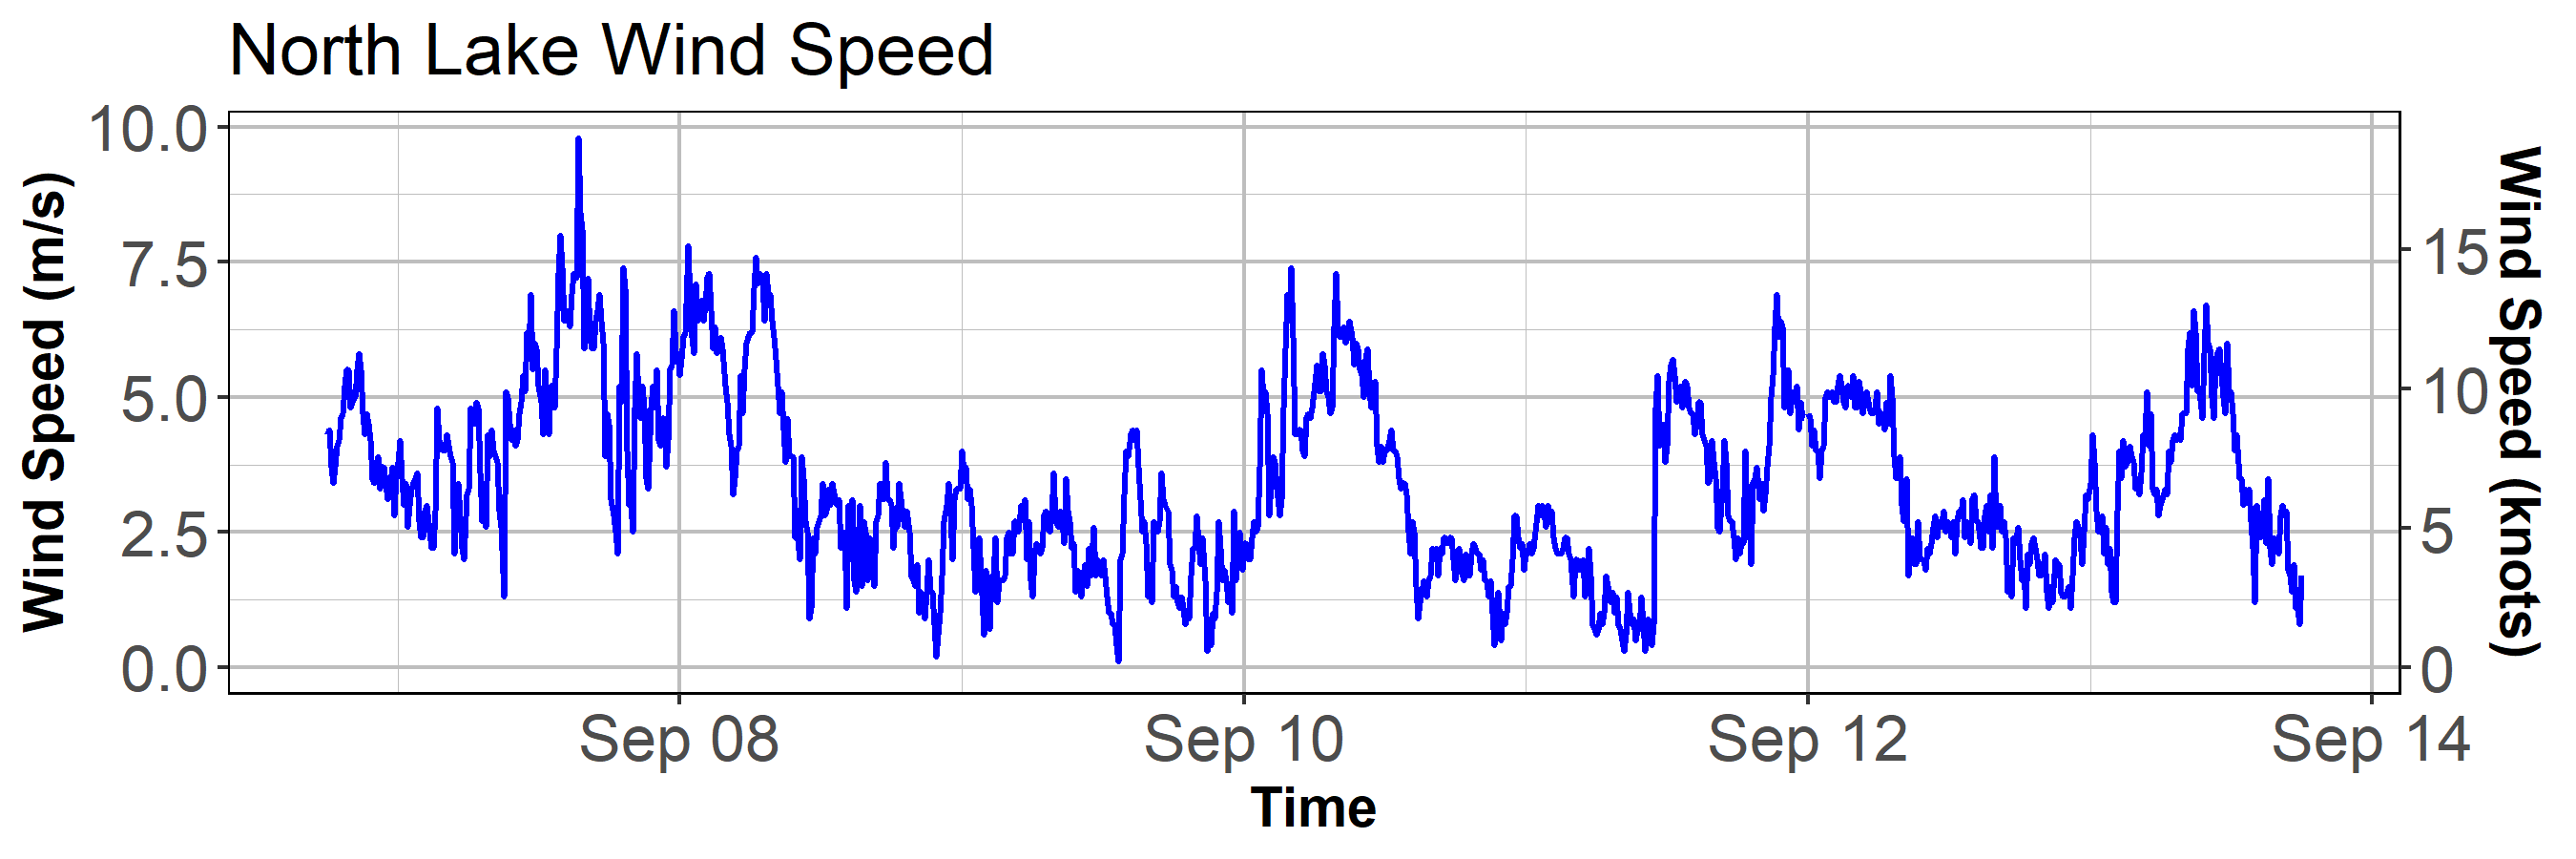 North Lake Wind Speed
Wind Speed (m/s)
10.0
7.5
5.0
2.5
0.0
Wind Speed (knots)
15
10
5
0
Sep 08
Sep 10
Sep 12
Sep 14
Time